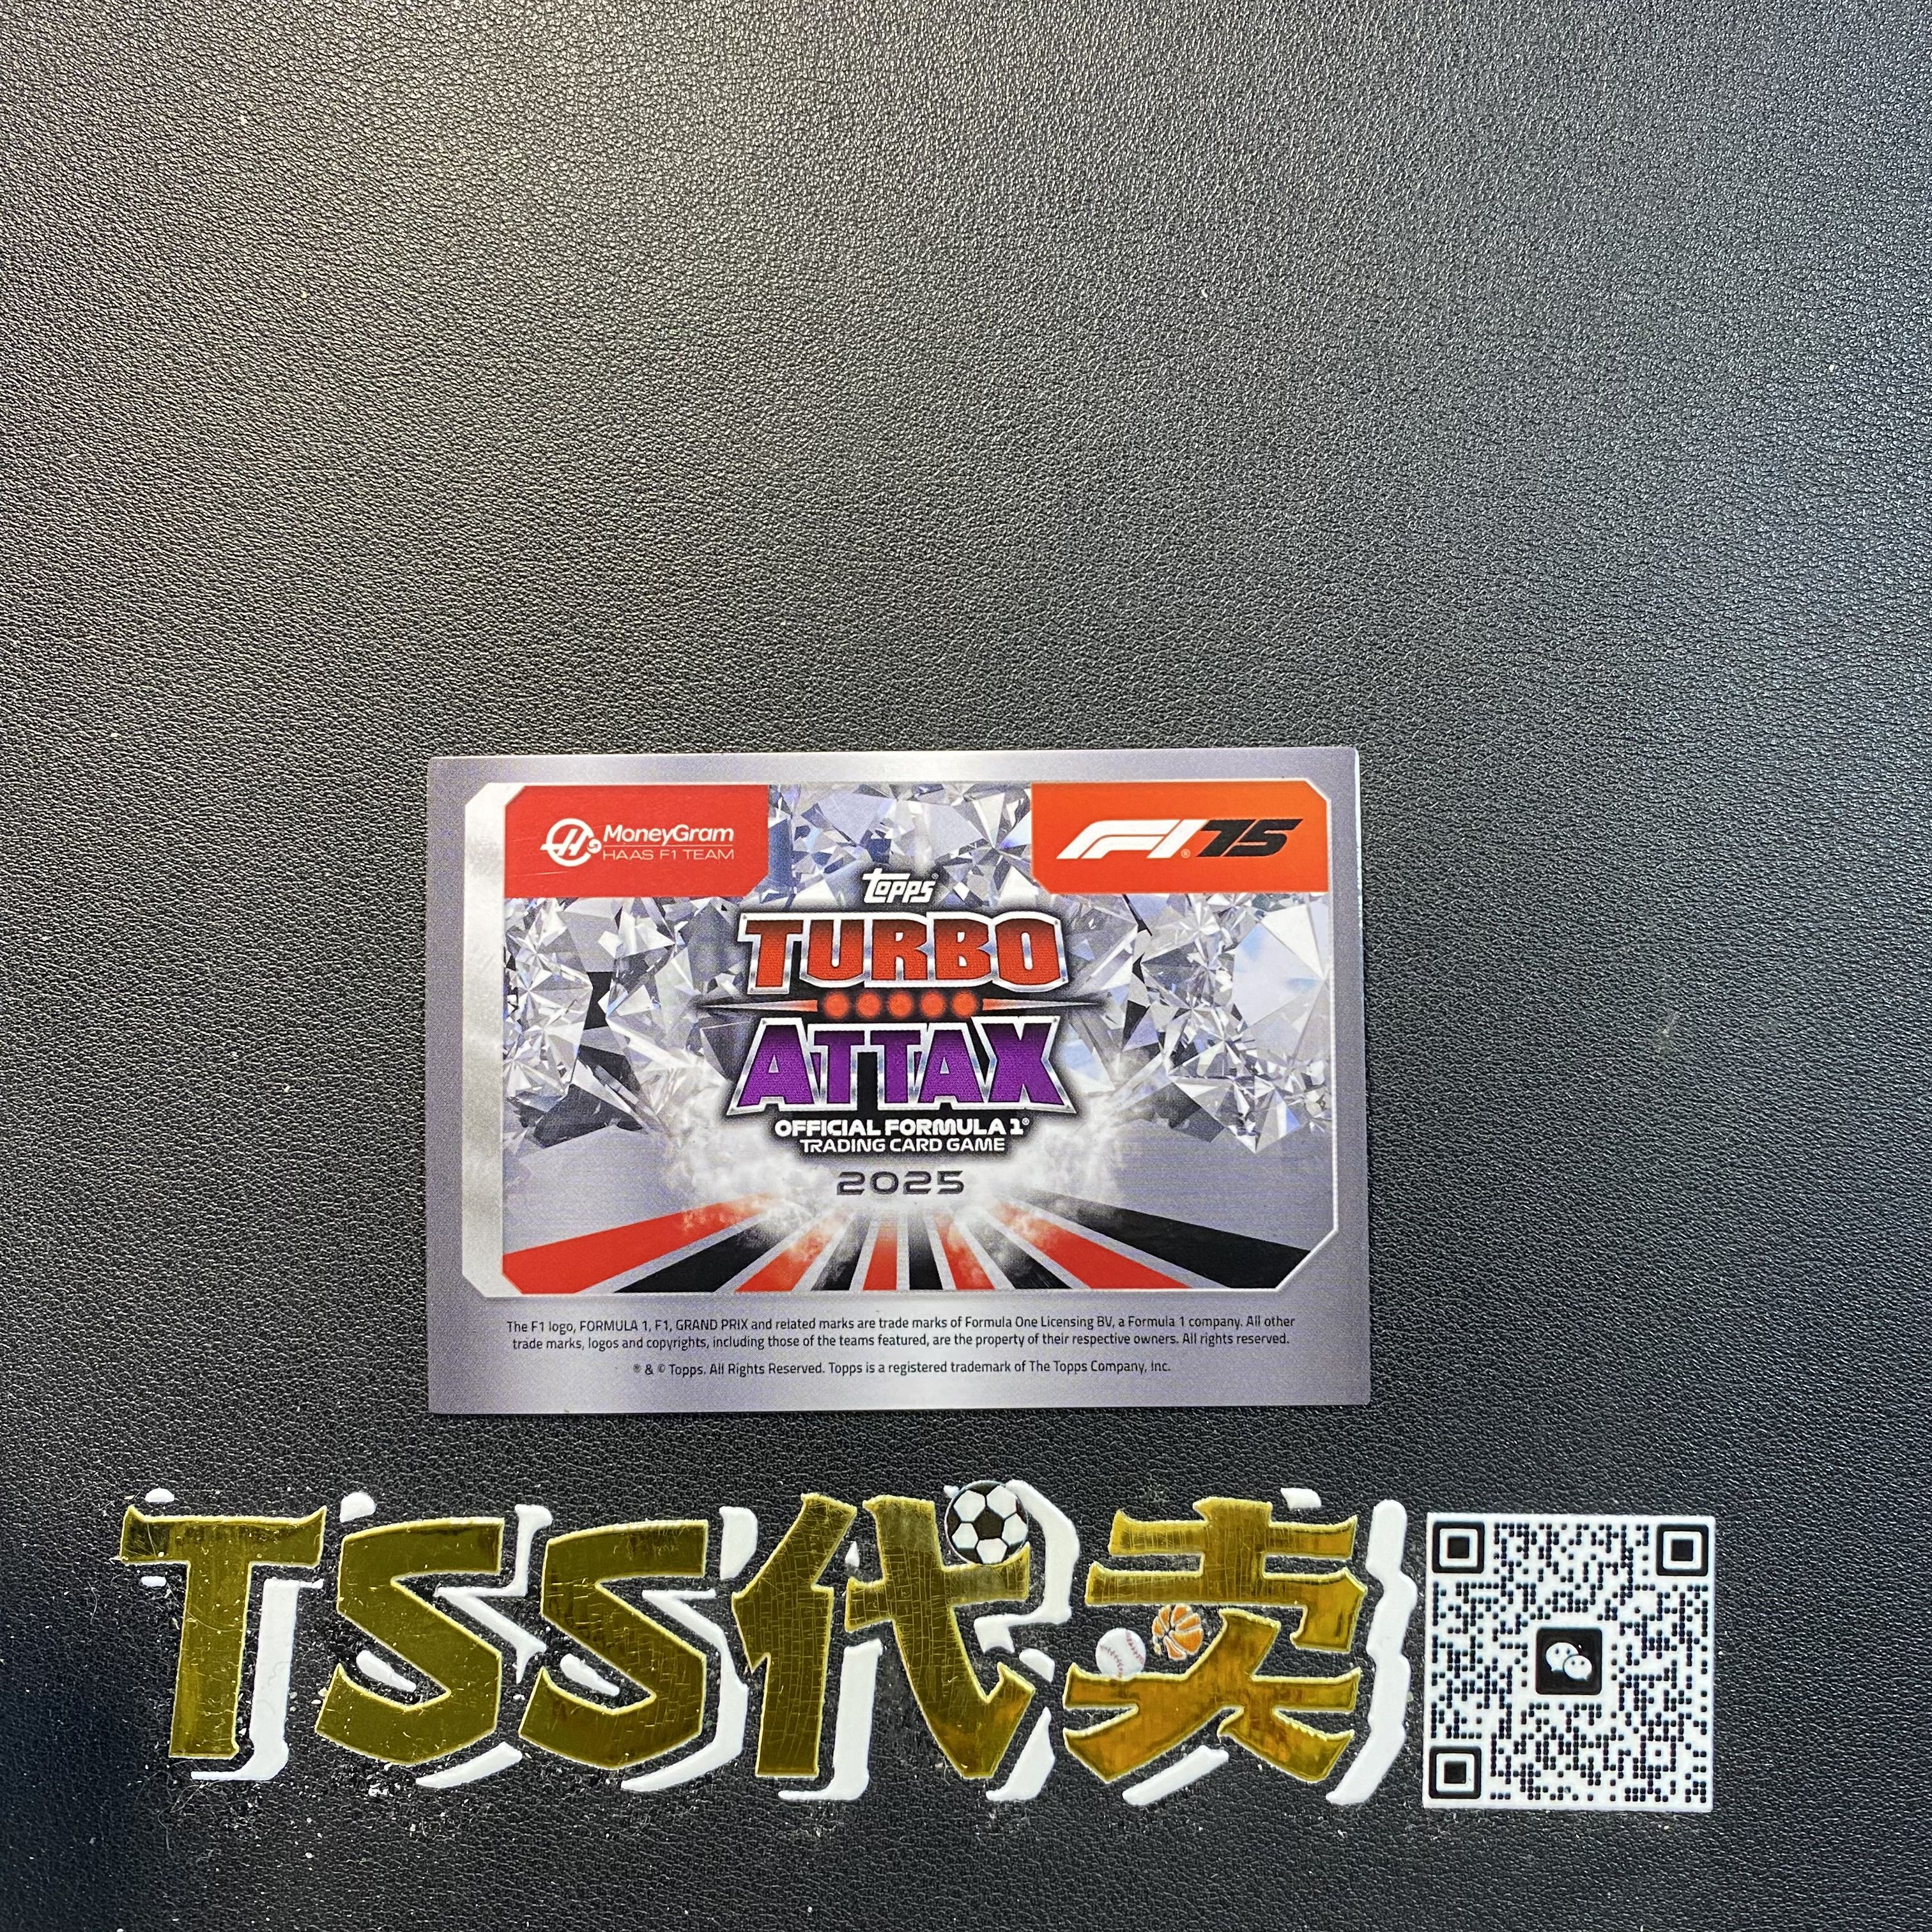 MoneyGram
HAAS F1 TEAM
F1 75
Topps
TURBO
ATTAX
OFFICIAL FORMULA 1®
TRADING CARD GAME
2025
The F1 logo, FORMULA 1, F1, GRAND PRIX and related marks are trade marks of Formula One Licensing BV, a Formula 1 company. All other
trade marks, logos and copyrights, including those of the teams featured, are the property of their respective owners. All rights reserved.
® & © Topps. All Rights Reserved. Topps is a registered trademark of The Topps Company, Inc.
TSS代卖